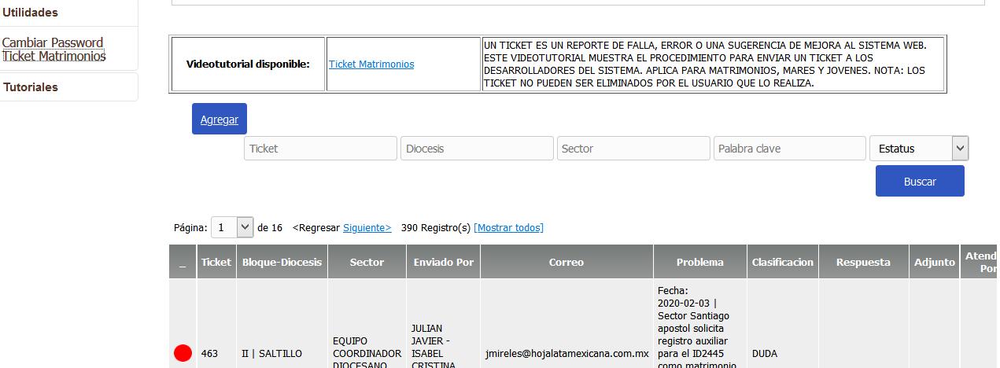 Utilidades
Cambiar Password
Ticket Matrimonios
Tutoriales
Videotutorial disponible:
Ticket Matrimonios
UN TICKET ES UN REPORTE DE FALLA, ERROR O UNA SUGERENCIA DE MEJORA AL SISTEMA WEB.
ESTE VIDEOTUTORIAL MUESTRA EL PROCEDIMIENTO PARA ENVIAR UN TICKET A LOS
DESARROLLADORES DEL SISTEMA. APLICA PARA MATRIMONIOS, MARES Y JOVENES. NOTA: LOS
TICKET NO PUEDEN SER ELIMINADOS POR EL USUARIO QUE LO REALIZA.
Agregar
Ticket Diocesis Sector Palabra clave Estatus
Buscar
Página: 1 de 16 <Regresar Siguiente> 390 Registro(s) [Mostrar todos]
_ Ticket Bloque-Diocesis Sector Enviado Por Correo Problema Clasificacion Respuesta Adjunto Atend
Por
463
II | SALTILLO
EQUIPO
COORDINADOR
DIOCESANO
JULIAN
JAVIER -
ISABEL
CRISTINA
jmireles@hojalatamexicana.com.mx
Fecha:
2020-02-03 |
Sector Santiago
apostol solicita
registro auxiliar
para el ID2445
como matrimonio
DUDA